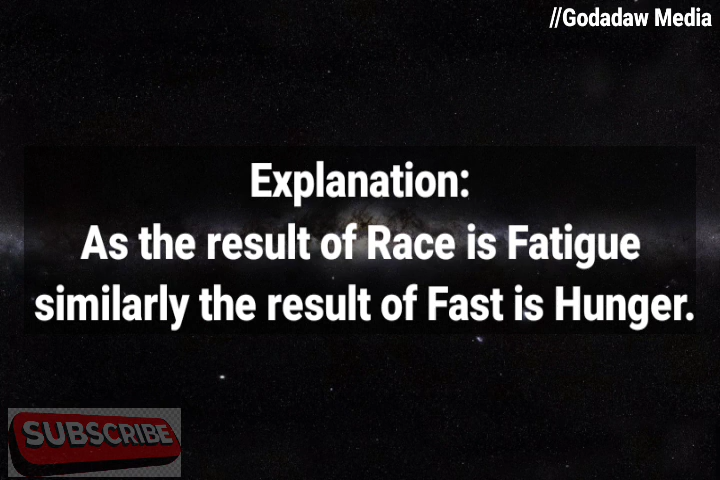 //Godadaw Media
Explanation:
As the result of Race is Fatigue
similarly the result of Fast is Hunger.
SUBSCRIBE